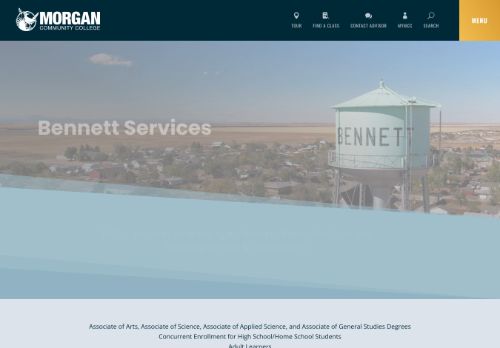 MORGAN
COMMUNITY COLLEGE
TOUR
FIND A CLASS
CONTACT ADVISOR
MYMCC
SEARCH
MENU
Bennett Services
BENNETT
Associate of Arts, Associate of Science, Associate of Applied Science, and Associate of General Studies Degrees
Concurrent Enrollment for High School/Home School Students
Adult Learners